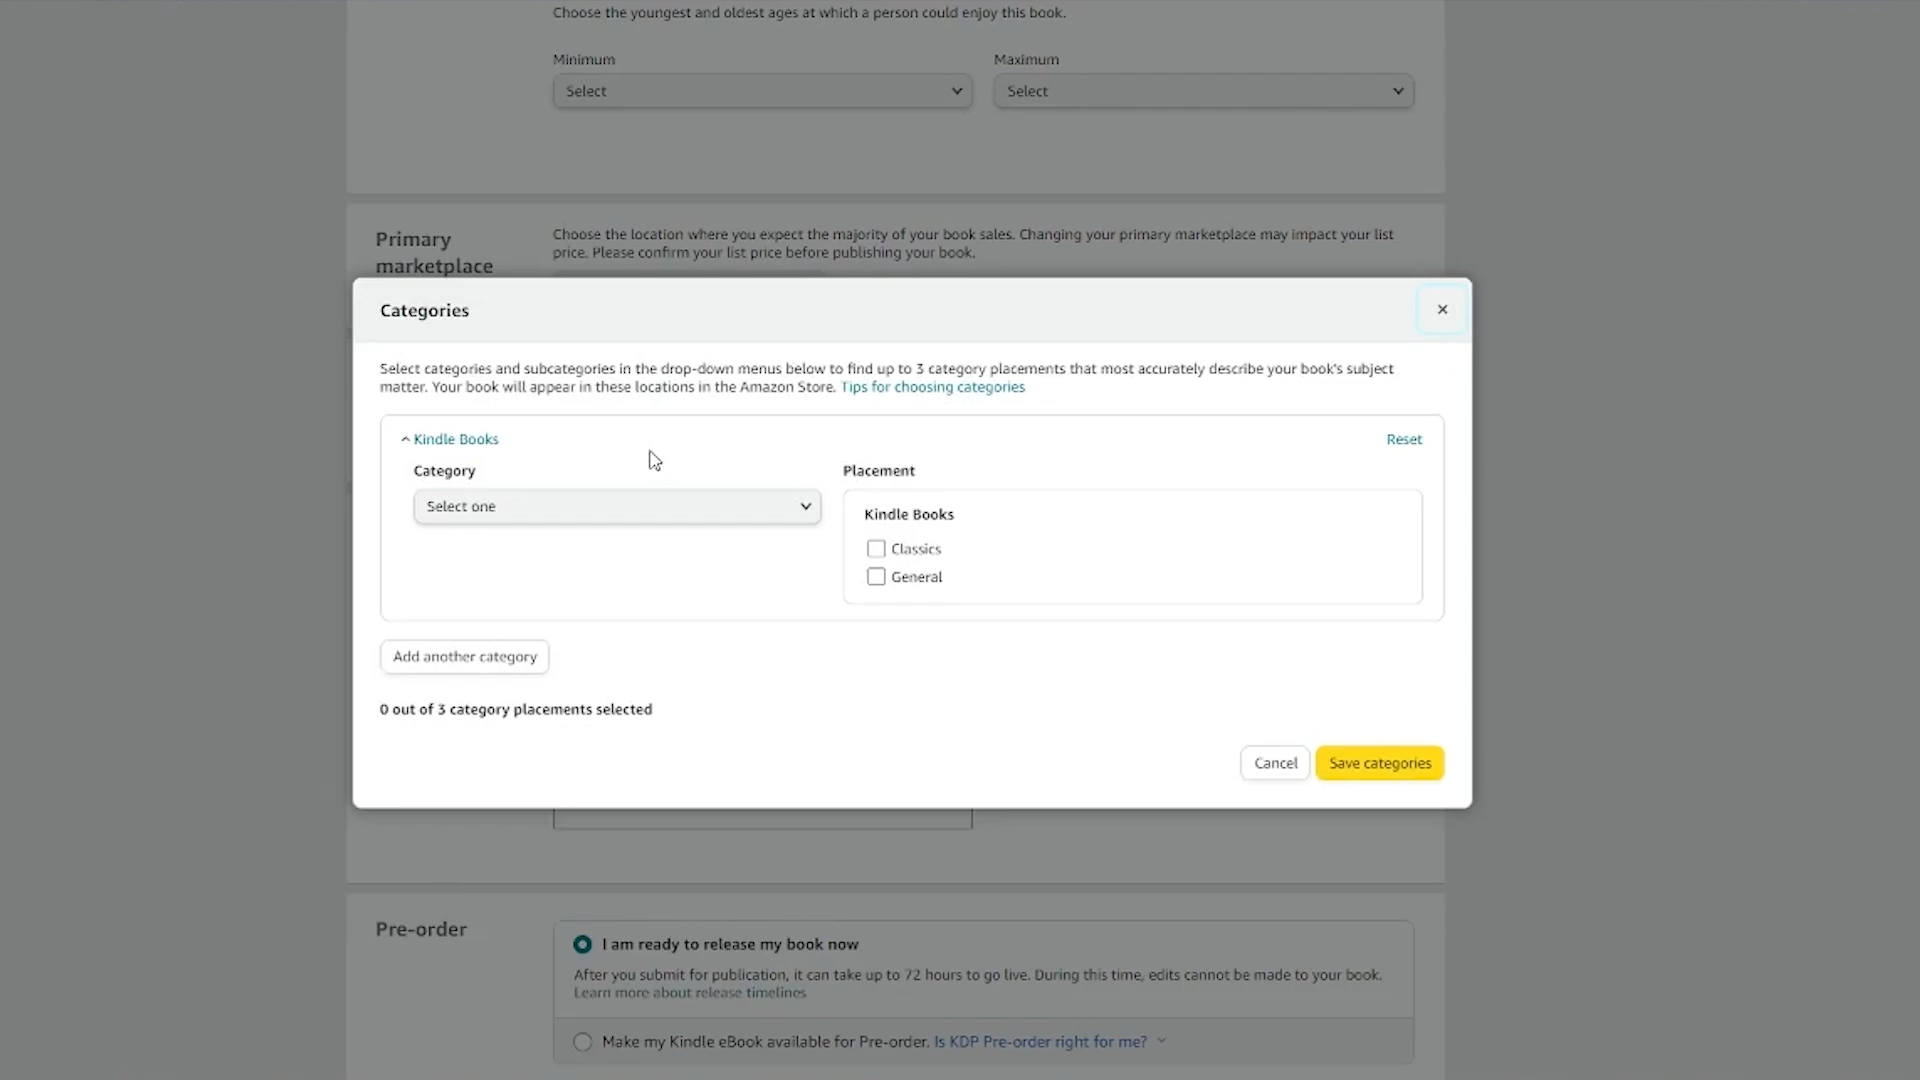 Choose the youngest and oldest ages at which a person could enjoy this book.
Minimum
Maximum
Select
Select
Primary
marketplace
Choose the location where you expect the majority of your book sales. Changing your primary marketplace may impact your list
price. Please confirm your list price before publishing your book.
Categories
Select categories and subcategories in the drop-down menus below to find up to 3 category placements that most accurately describe your book's subject
matter. Your book will appear in these locations in the Amazon Store. Tips for choosing categories
Kindle Books
Reset
Category
Placement
Select one
Kindle Books
Classics
General
Add another category
0 out of 3 category placements selected
Cancel
Save categories
Pre-order
I am ready to release my book now
After you submit for publication, it can take up to 72 hours to go live. During this time, edits cannot be made to your book.
Learn more about release timelines
Make my Kindle eBook available for Pre-order. Is KDP Pre-order right for me?